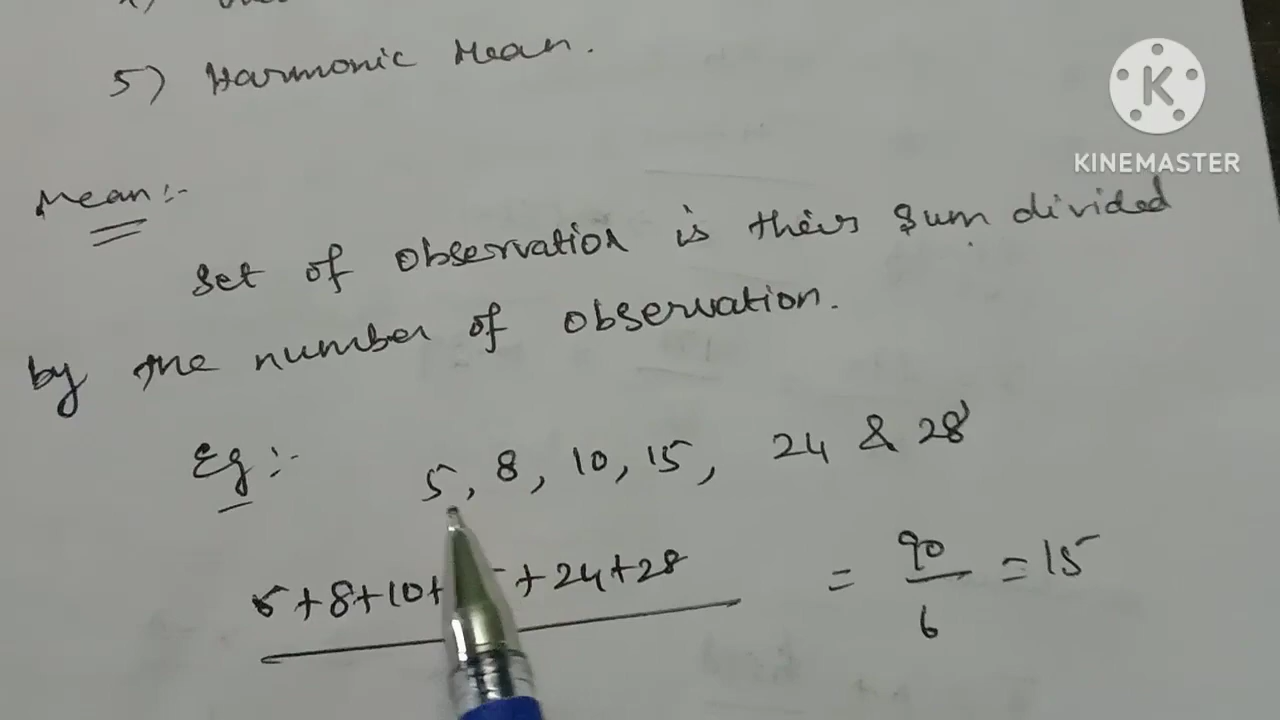 5) Harmonic Mean.
K
KINEMASTER
Mean:-
Set of observation is their sum divided
by the number of observation.
Eg:- 5, 8, 10, 15, 24 & 28
5+8+10+ +24+28 = 90/6 = 15